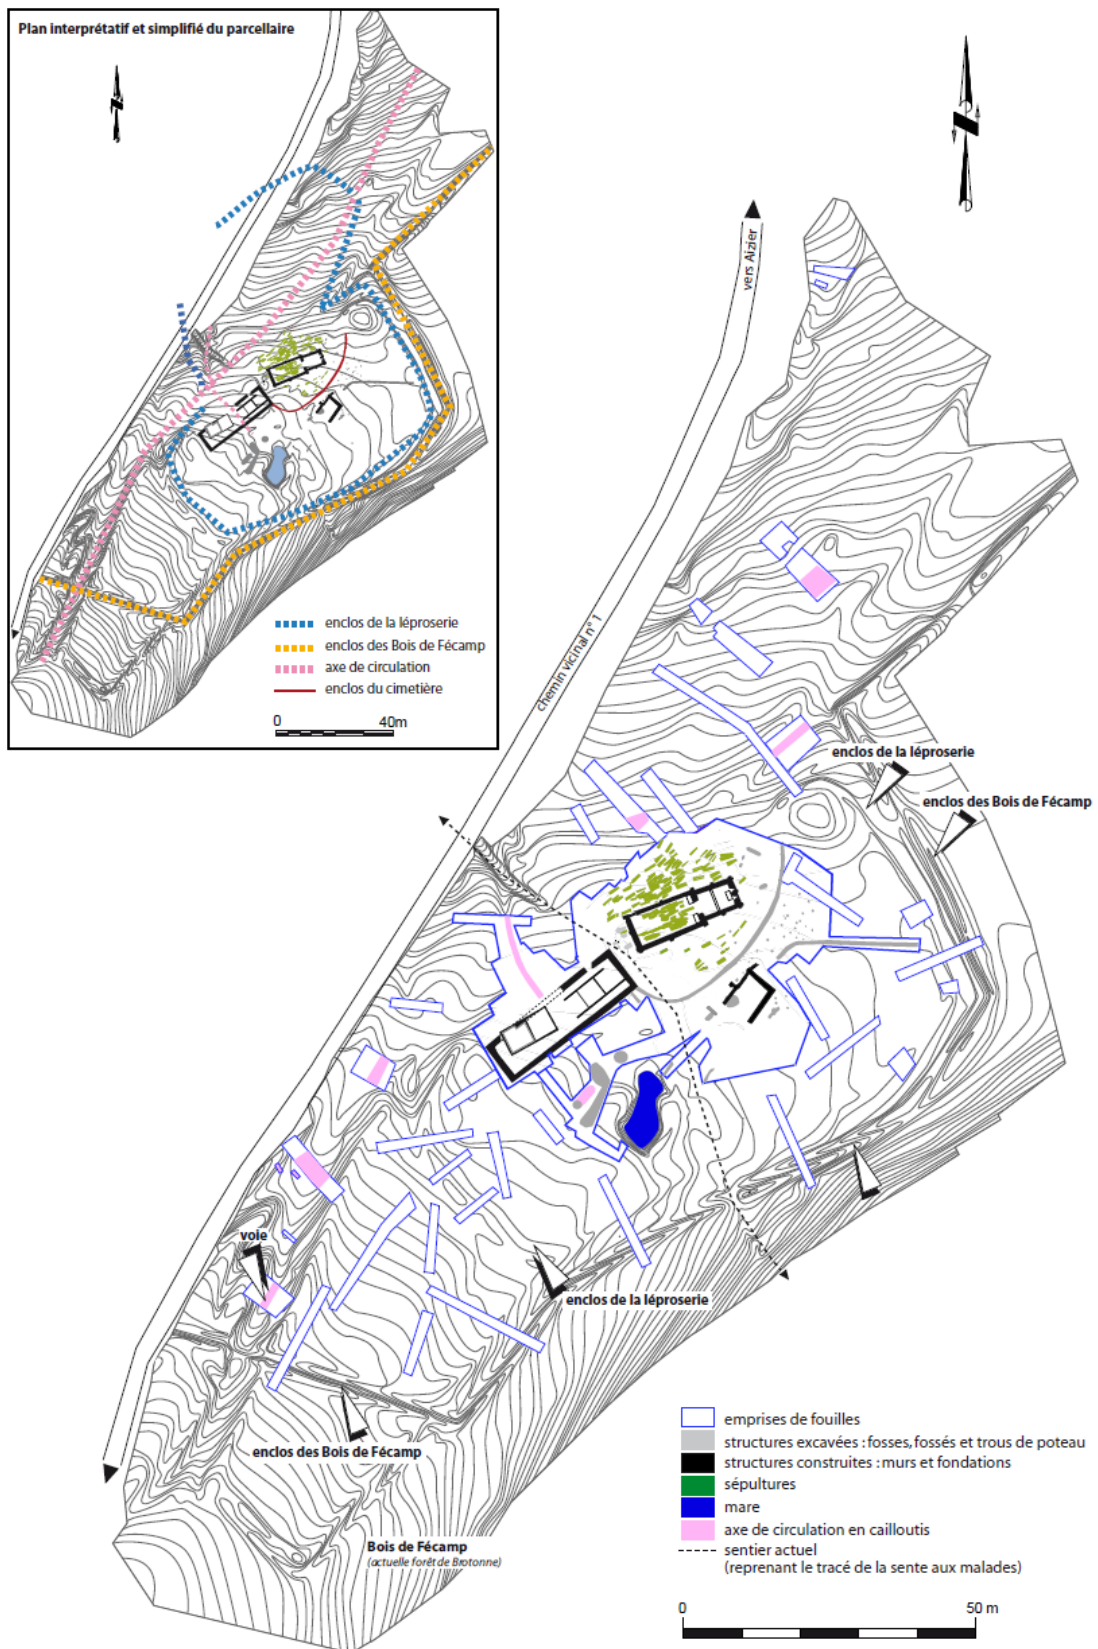 Plan interprétatif et simplifié du parcellaire
enclos de la léproserie
enclos des Bois de Fécamp
axe de circulation
enclos du cimetière
0 40m
vers Aizier
chemin vicinal n° 1
enclos de la léproserie
enclos des Bois de Fécamp
voie
enclos de la léproserie
enclos des Bois de Fécamp
Bois de Fécamp
(actuelle forêt de Brotonne)
emprises de fouilles
structures excavées : fosses, fossés et trous de poteau
structures construites : murs et fondations
sépultures
mare
axe de circulation en cailloutis
sentier actuel
(reprenant le tracé de la sente aux malades)
0 50 m